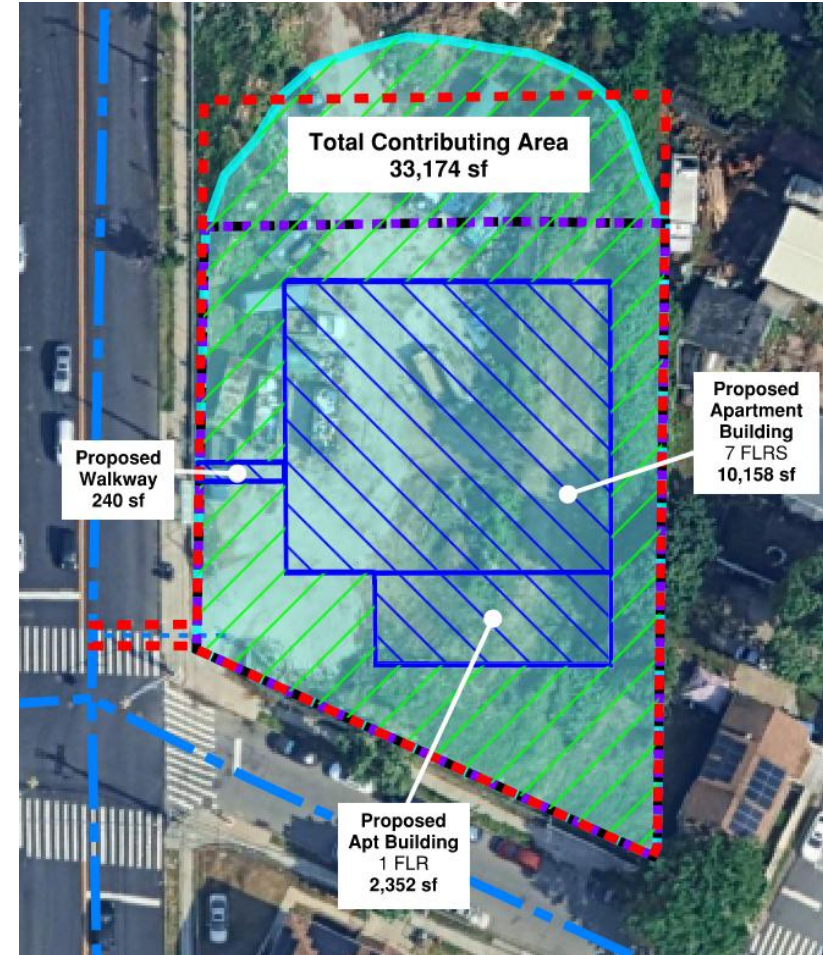 Total Contributing Area
33,174 sf
Proposed
Apartment
Building
7 FLRS
10,158 sf
Proposed
Walkway
240 sf
Proposed
Apt Building
1 FLR
2,352 sf